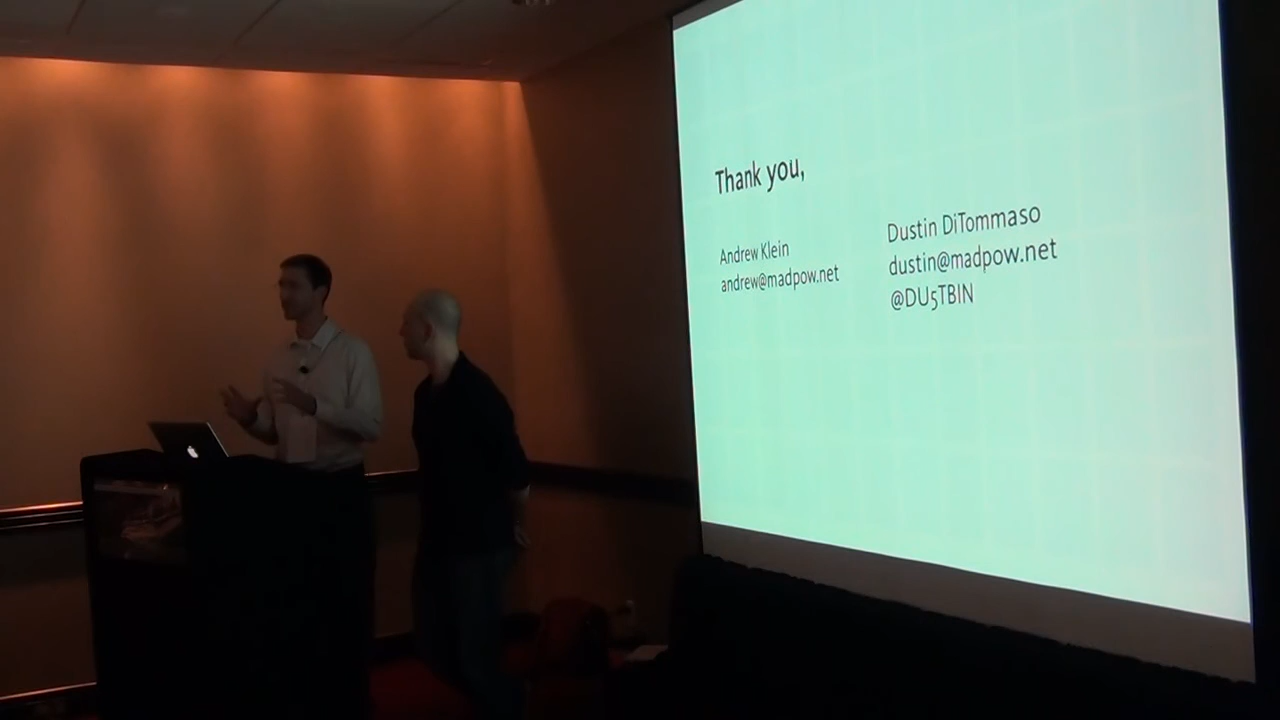 Thank you,
Andrew Klein
andrew@madpow.net
Dustin DiTommaso
dustin@madpow.net
@DU5TBIN